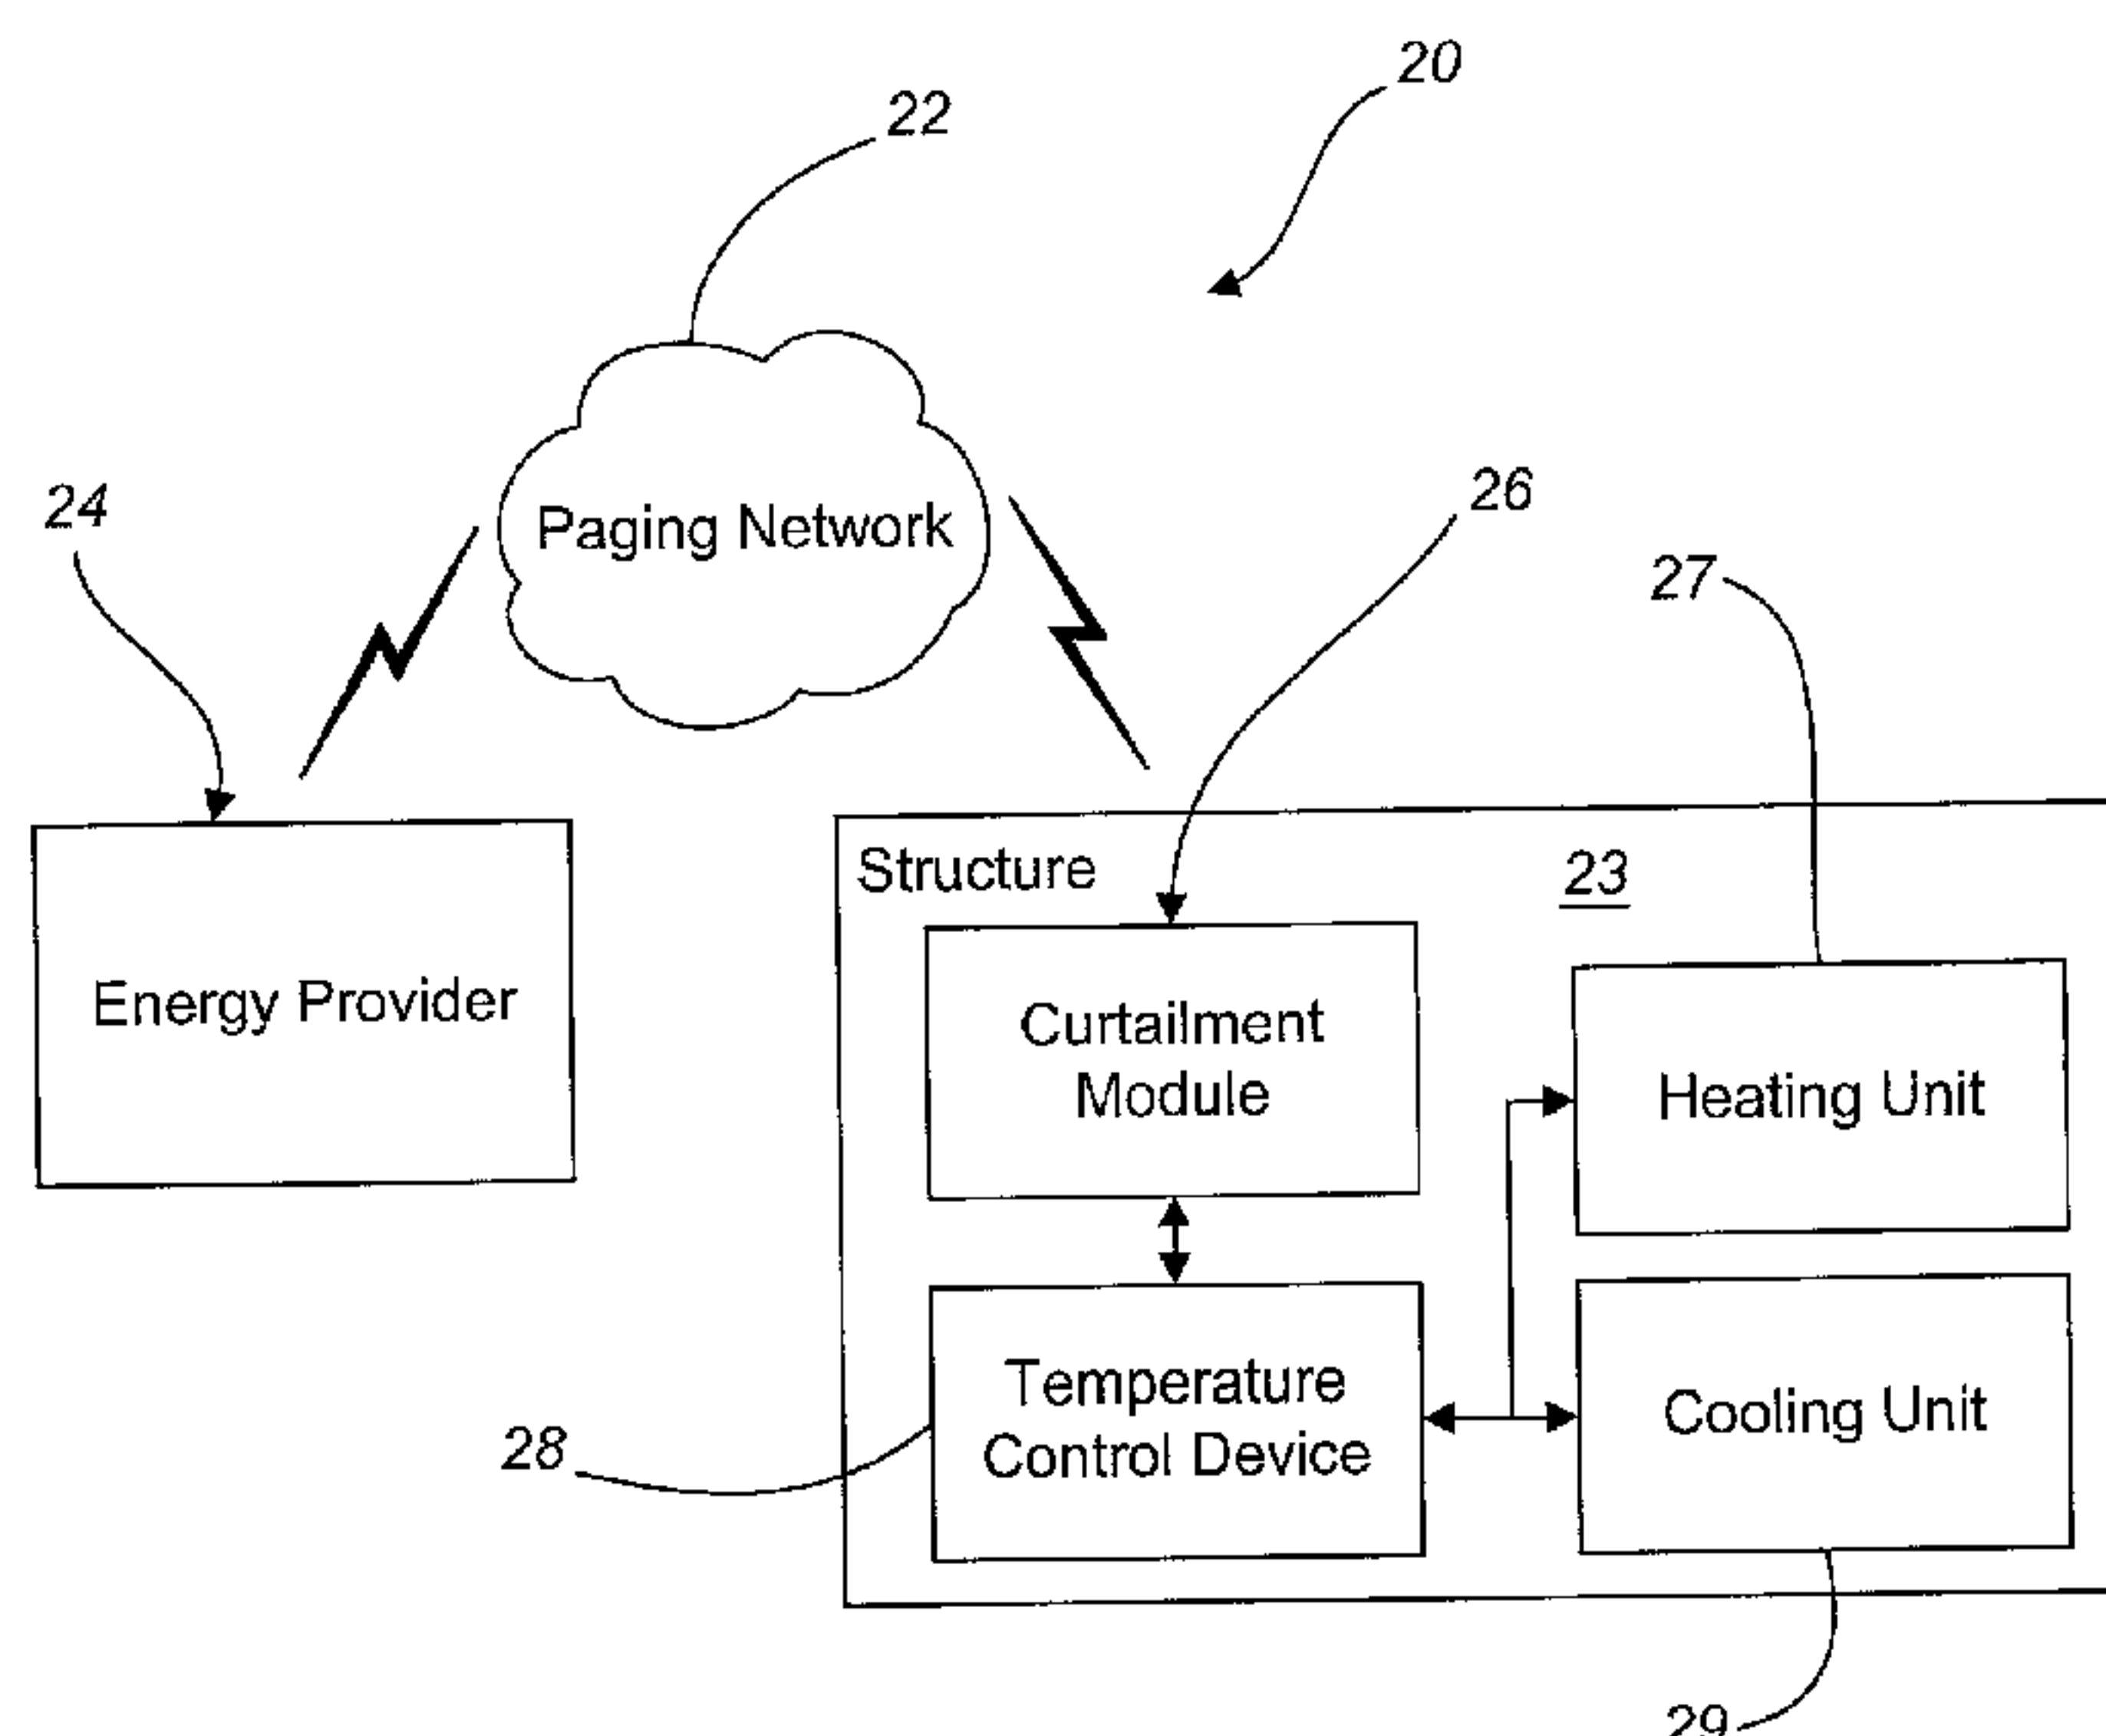 20
22
24
Paging Network
26
27
Structure
23
Energy Provider
Curtailment
Module
Heating Unit
Temperature
Control Device
Cooling Unit
28
29